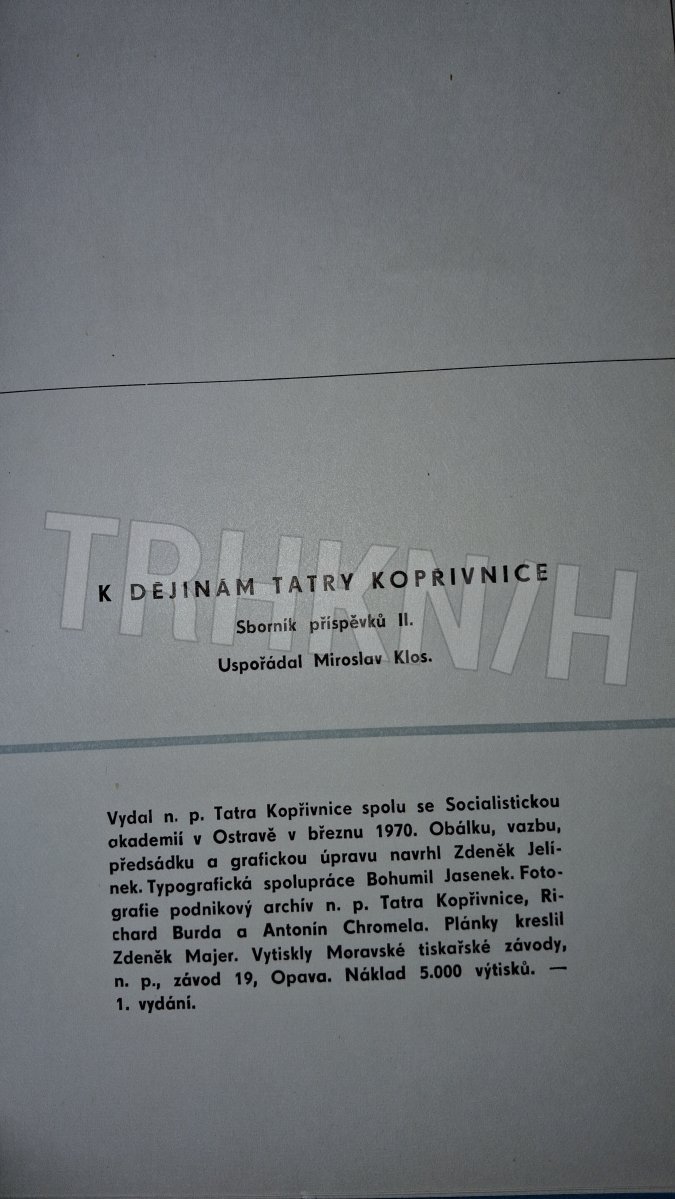 TRHKN/H
K DĚJINÁM TATRY KOPŘIVNICE
Sborník příspěvků II.
Uspořádal Miroslav Klos.
Vydal n. p. Tatra Kopřivnice spolu se Socialistickou
akademií v Ostravě v březnu 1970. Obálku, vazbu,
předsádku a grafickou úpravu navrhl Zdeněk Jelí-
nek. Typografická spolupráce Bohumil Jasenek. Foto-
grafie podnikový archív n. p. Tatra Kopřivnice, Ri-
chard Burda a Antonín Chromela. Plánky kreslil
Zdeněk Majer. Vytiskly Moravské tiskařské závody,
n. p., závod 19, Opava. Náklad 5.000 výtisků. —
1. vydání.